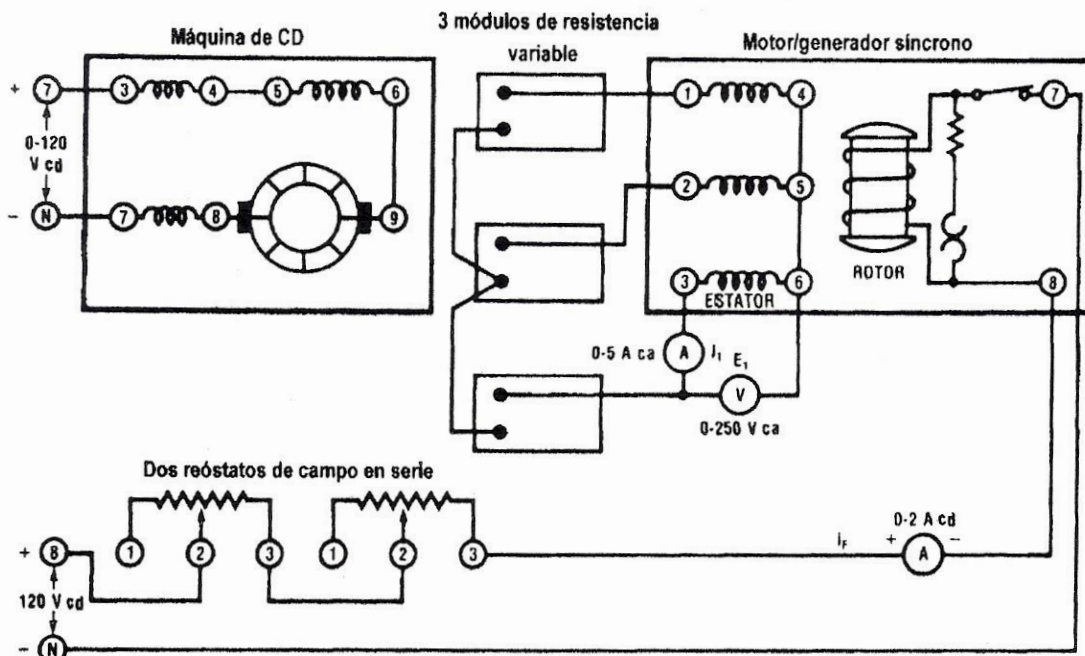 3 módulos de resistencia
variable
Máquina de CD
Motor/generador síncrono
+ 7 3 4 5 6
0-120
V cd
- N 7 8 9
1 4
2 5
3 6
ESTATOR
ROTOR
7
8
0-5 A ca
A
I₁
E₁
V
0-250 V ca
Dos reóstatos de campo en serie
+ 8 1 2 3 1 2 3
120 V cd
- N
0-2 A cd
I_F + A -